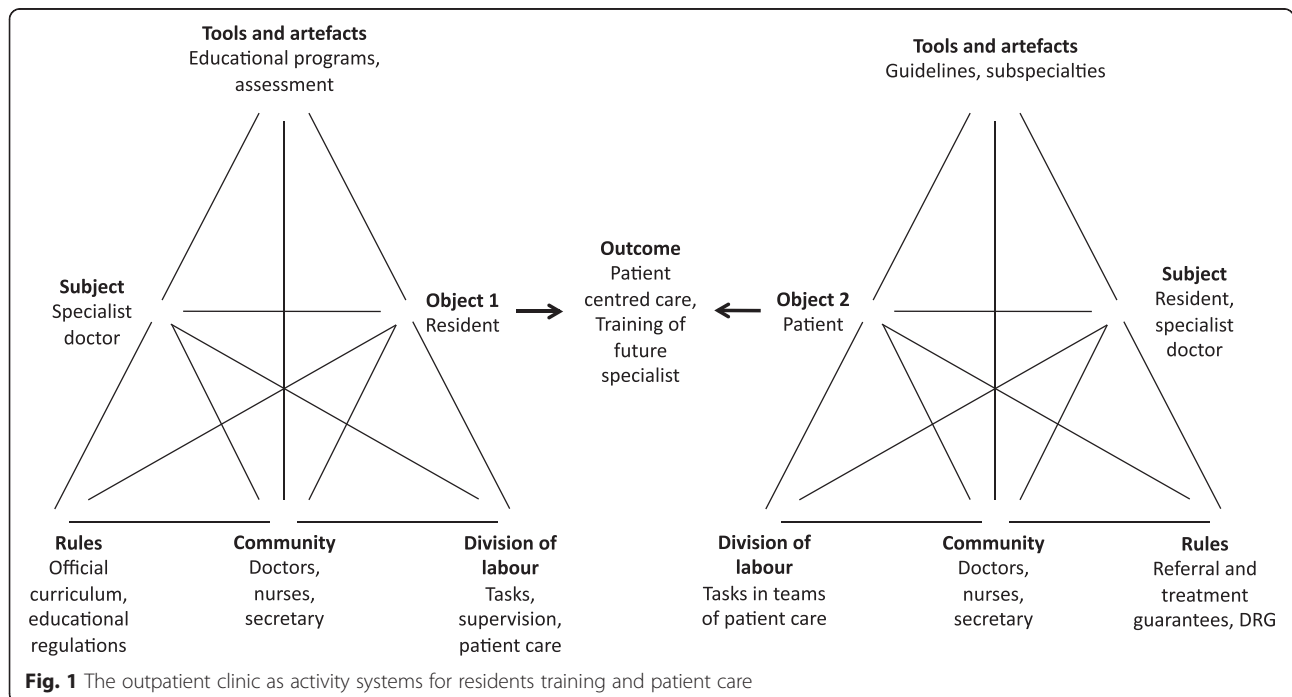 Tools and artefacts
Educational programs,
assessment
Tools and artefacts
Guidelines, subspecialties
Subject
Specialist
doctor
Object 1
Resident
Outcome
Patient
centred care,
Training of
future
specialist
Object 2
Patient
Subject
Resident,
specialist
doctor
Rules
Official
curriculum,
educational
regulations
Community
Doctors,
nurses,
secretary
Division of
labour
Tasks,
supervision,
patient care
Division of
labour
Tasks in teams
of patient care
Community
Doctors,
nurses,
secretary
Rules
Referral and
treatment
guarantees, DRG
Fig. 1 The outpatient clinic as activity systems for residents training and patient care